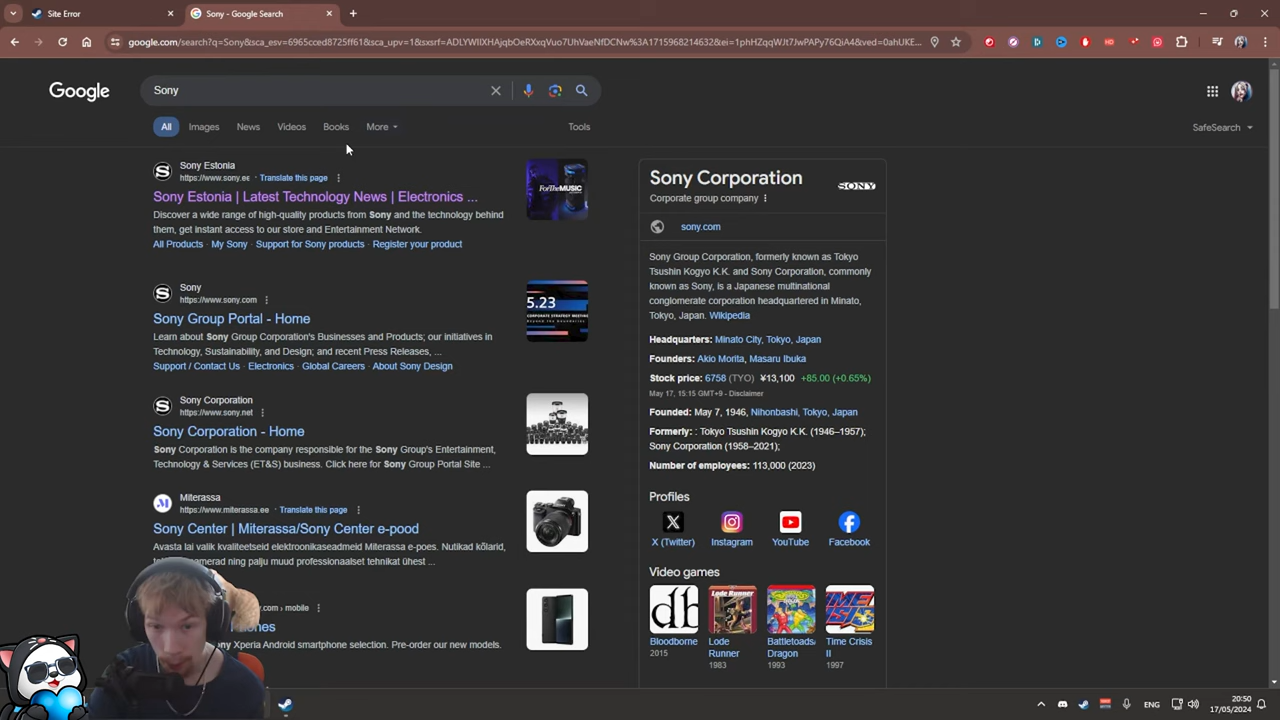 Site Error
Sony - Google Search
google.com/search?q=Sony&sca_esv=6965cced8725ff61&sca_upv=1&sxsrf=
Google
Sony
All
Images
News
Videos
Books
More
Tools
SafeSearch
Sony Estonia
https://www.sony.ee · Translate this page
Sony Estonia | Latest Technology News | Electronics ...
Discover a wide range of high-quality products from Sony and the technology behind
them, get instant access to our store and Entertainment Network.
All Products · My Sony · Support for Sony products · Register your product
ForTheMUSIC
Sony
https://www.sony.com
Sony Group Portal - Home
Learn about Sony Group Corporation's Businesses and Products; our initiatives in
Technology, Sustainability, and Design; and recent Press Releases, ...
Support / Contact Us · Electronics · Global Careers · About Sony Design
5.23
CORPORATE STRATEGY MEETING
Sony Corporation
https://www.sony.net
Sony Corporation - Home
Sony Corporation is the company responsible for the Sony Group's Entertainment,
Technology & Services (ET&S) business. Click here for Sony Group Portal Site ...
Miterassa
https://www.miterassa.ee · Translate this page
Sony Center | Miterassa/Sony Center e-pood
Avasta lai valik kvaliteetseid elektroonikaseadmeid Miterassa e-poes. Nutikad kõlarid,
ja palju muud professionaalset tehnikat ühest ...
.com › mobile
Xperia Android smartphone selection. Pre-order our new models.
Sony Corporation
Corporate group company
SONY
sony.com
Sony Group Corporation, formerly known as Tokyo
Tsushin Kogyo K.K. and Sony Corporation, commonly
known as Sony, is a Japanese multinational
conglomerate corporation headquartered in Minato,
Tokyo, Japan. Wikipedia
Headquarters: Minato City, Tokyo, Japan
Founders: Akio Morita, Masaru Ibuka
Stock price: 6758 (TYO) ¥13,100 +85.00 (+0.65%)
May 17, 15:15 GMT+9 - Disclaimer
Founded: May 7, 1946, Nihonbashi, Tokyo, Japan
Formerly: : Tokyo Tsushin Kogyo K.K. (1946–1957);
Sony Corporation (1958–2021);
Number of employees: 113,000 (2023)
Profiles
X (Twitter)
Instagram
YouTube
Facebook
Video games
Bloodborne
2015
Lode
Runner
1983
Battletoads/
Dragon
1993
Time Crisis
II
1997
ENG
20:50
17/05/2024